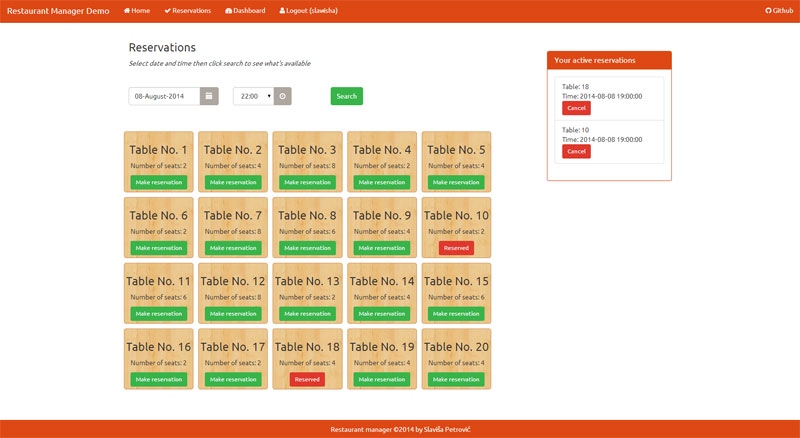 Restaurant Manager Demo Home Reservations Dashboard Logout (slawisha) Github
Reservations
Select date and time then click search to see what's available
08-August-2014 22:00 Search
Table No. 1 Table No. 2 Table No. 3 Table No. 4 Table No. 5
Number of seats: 2 Number of seats: 4 Number of seats: 8 Number of seats: 2 Number of seats: 4
Make reservation Make reservation Make reservation Make reservation Make reservation
Table No. 6 Table No. 7 Table No. 8 Table No. 9 Table No. 10
Number of seats: 2 Number of seats: 8 Number of seats: 6 Number of seats: 4 Number of seats: 2
Make reservation Make reservation Make reservation Make reservation Reserved
Table No. 11 Table No. 12 Table No. 13 Table No. 14 Table No. 15
Number of seats: 6 Number of seats: 8 Number of seats: 2 Number of seats: 4 Number of seats: 6
Make reservation Make reservation Make reservation Make reservation Make reservation
Table No. 16 Table No. 17 Table No. 18 Table No. 19 Table No. 20
Number of seats: 2 Number of seats: 2 Number of seats: 4 Number of seats: 4 Number of seats: 4
Make reservation Make reservation Reserved Make reservation Make reservation
Your active reservations
Table: 18
Time: 2014-08-08 19:00:00
Cancel
Table: 10
Time: 2014-08-08 19:00:00
Cancel
Restaurant manager ©2014 by Slaviša Petrović